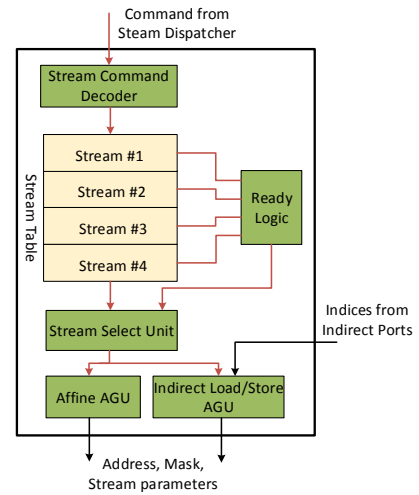 Command from
Steam Dispatcher
Stream Command
Decoder
Stream #1
Stream #2
Stream #3
Stream #4
Stream Table
Ready
Logic
Stream Select Unit
Indices from
Indirect Ports
Affine AGU
Indirect Load/Store
AGU
Address, Mask,
Stream parameters